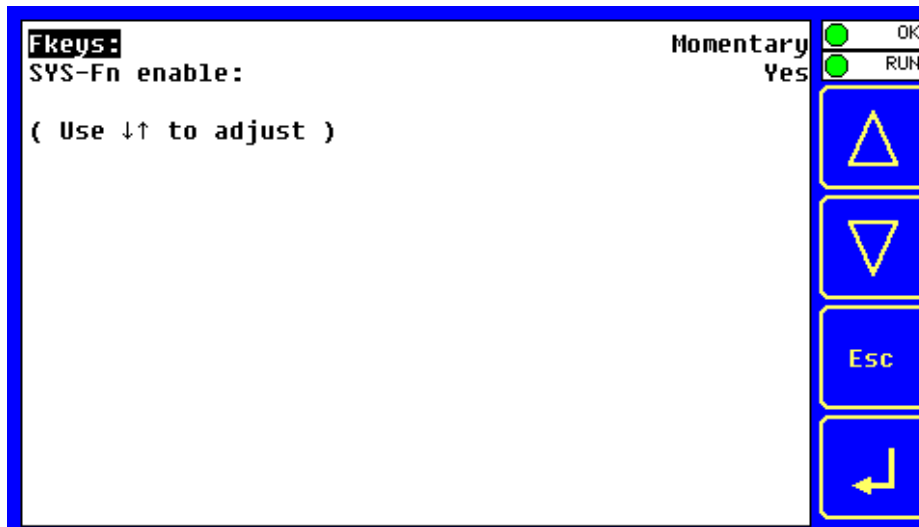 Fkeys: Momentary
SYS-Fn enable: Yes
( Use ↓↑ to adjust )
OK
RUN
Esc